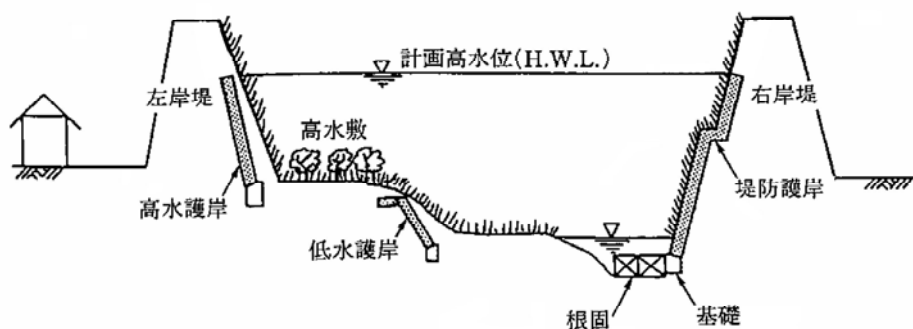 計画高水位(H.W.L.)
左岸堤
右岸堤
高水敷
堤防護岸
高水護岸
低水護岸
根固
基礎